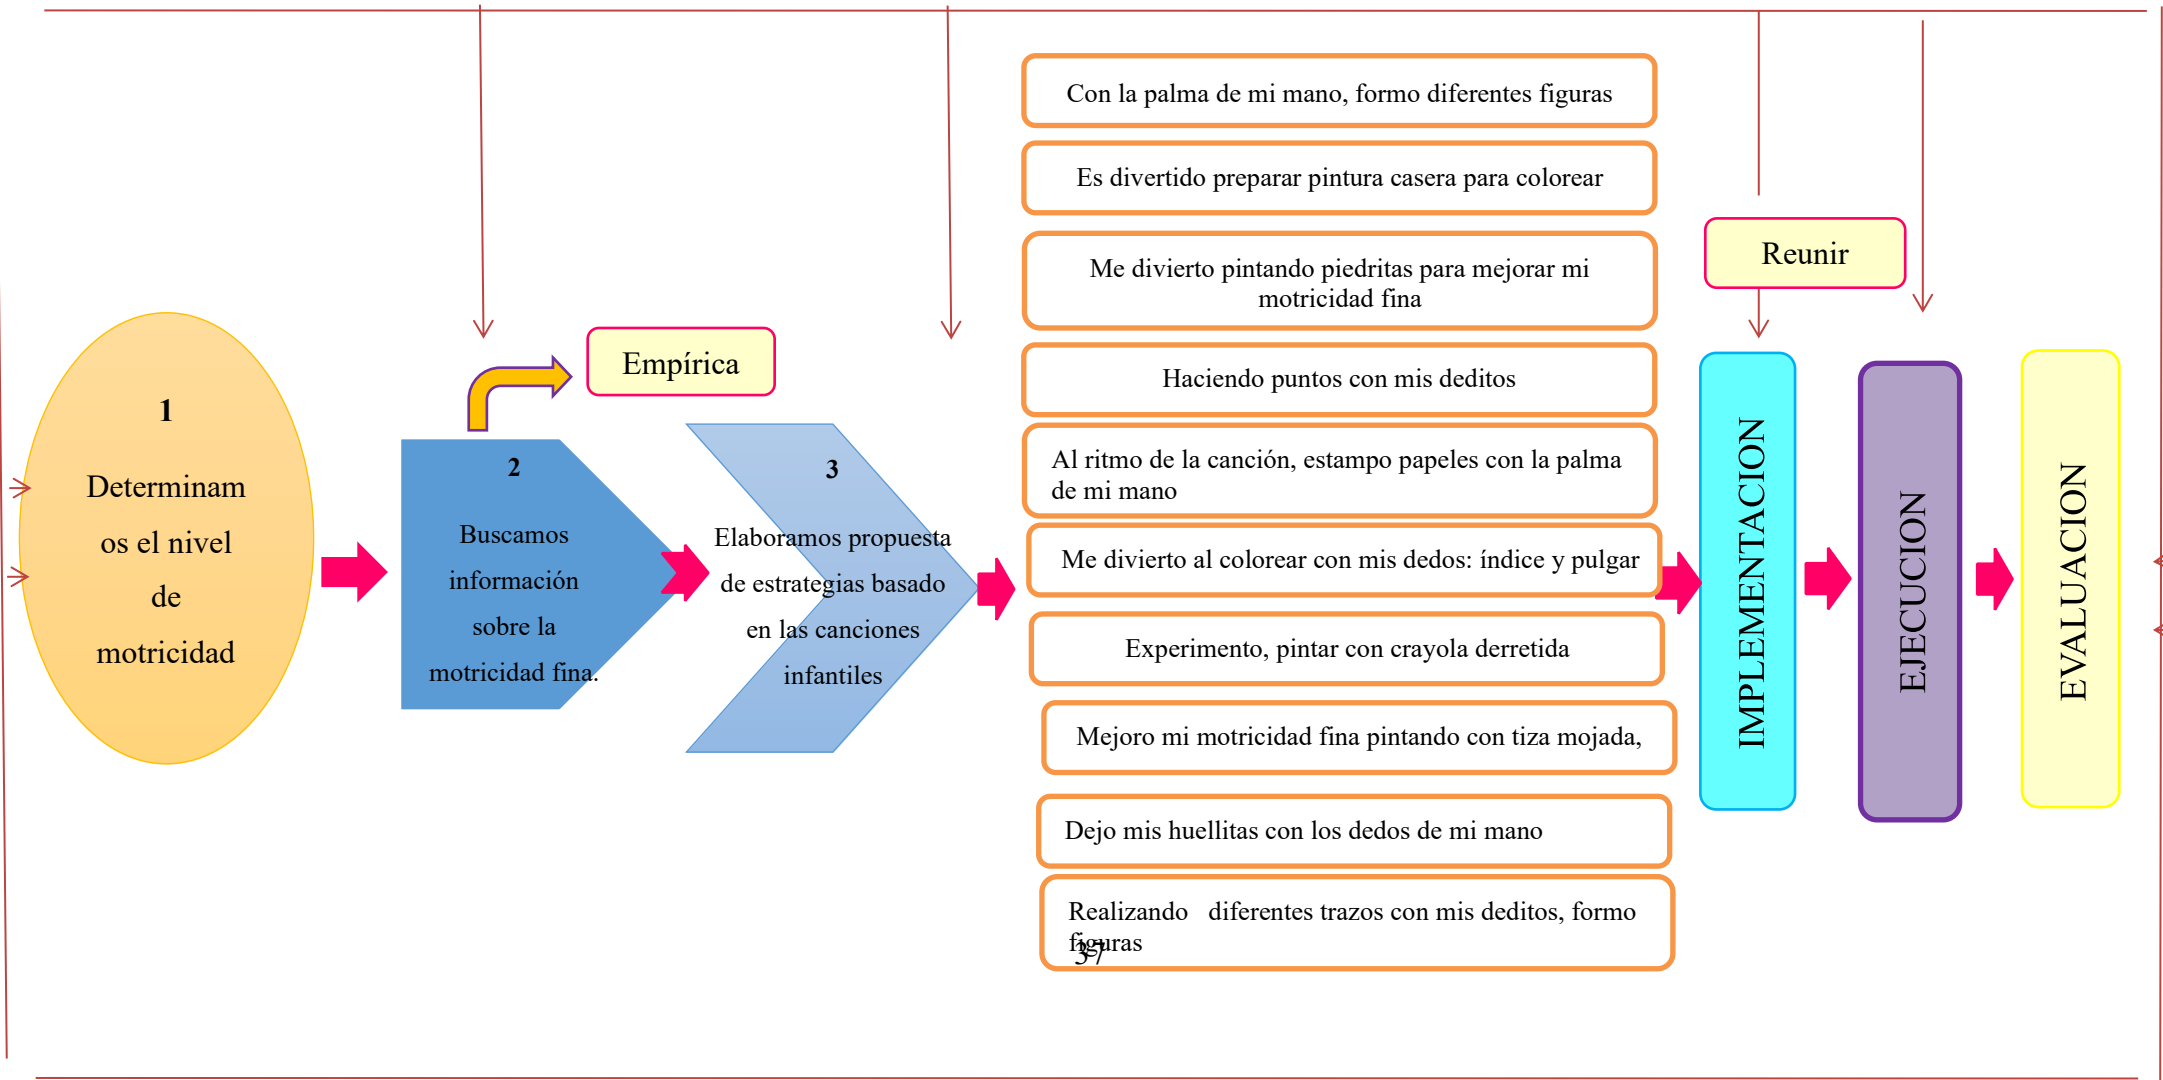 1
Determinam
os el nivel
de
motricidad
2
Buscamos
información
sobre la
motricidad fina.
Empírica
3
Elaboramos propuesta
de estrategias basado
en las canciones
infantiles
Con la palma de mi mano, formo diferentes figuras
Es divertido preparar pintura casera para colorear
Me divierto pintando piedritas para mejorar mi
motricidad fina
Haciendo puntos con mis deditos
Al ritmo de la canción, estampo papeles con la palma
de mi mano
Me divierto al colorear con mis dedos: índice y pulgar
Experimento, pintar con crayola derretida
Mejoro mi motricidad fina pintando con tiza mojada,
Dejo mis huellitas con los dedos de mi mano
Realizando diferentes trazos con mis deditos, formo
figuras
37
Reunir
IMPLEMENTACION
EJECUCION
EVALUACION